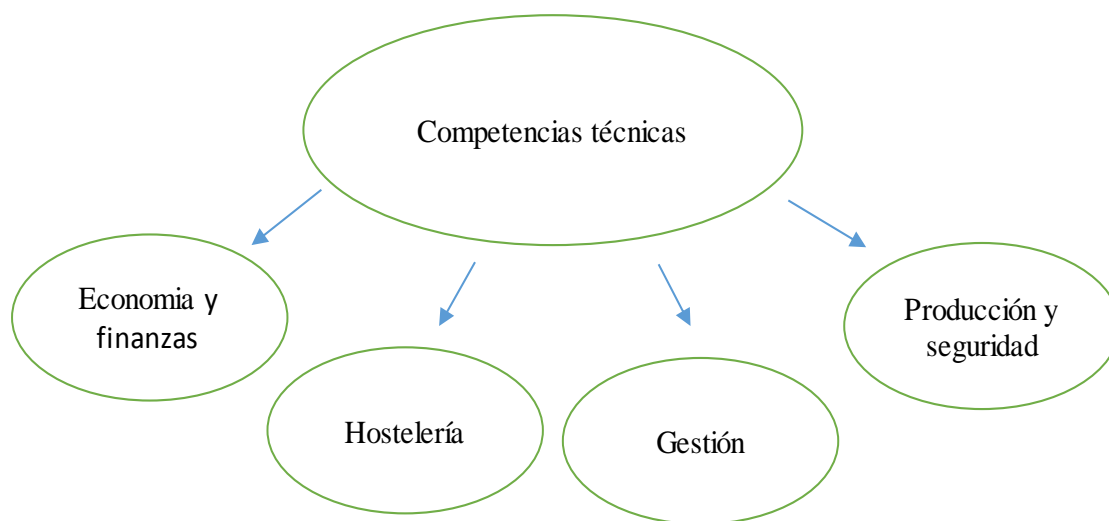 Competencias técnicas
Economia y
finanzas
Hostelería
Gestión
Producción y
seguridad